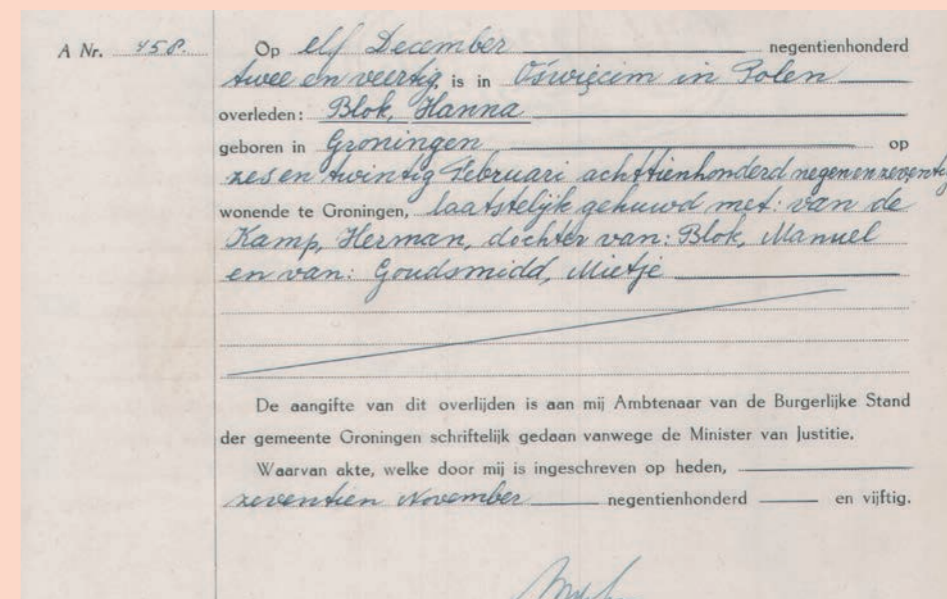 A Nr. 458. Op elf December negentienhonderd
twee en veertig, is in Oświęcim in Polen
overleden: Blok, Hanna
geboren in Groningen op
zes en twintig Februari achttienhonderd negen en zeventig
wonende te Groningen, laatstelijk gehuwd met: van de
Kamp, Herman, dochter van: Blok, Manuel
en van: Goudsmidd, Mietje
De aangifte van dit overlijden is aan mij Ambtenaar van de Burgerlijke Stand
der gemeente Groningen schriftelijk gedaan vanwege de Minister van Justitie.
Waarvan akte, welke door mij is ingeschreven op heden,
zeventien November negentienhonderd en vijftig.